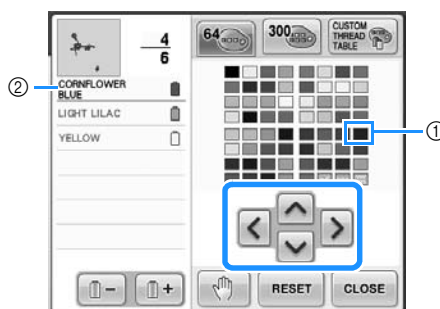 4
6
64
300
CUSTOM
THREAD
TABLE
②
CORNFLOWER
BLUE
LIGHT LILAC
YELLOW
①
−
+
RESET
CLOSE